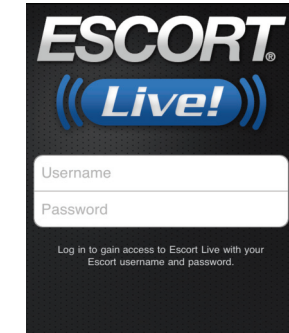 ESCORT®
Live!
Username
Password
Log in to gain access to Escort Live with your
Escort username and password.